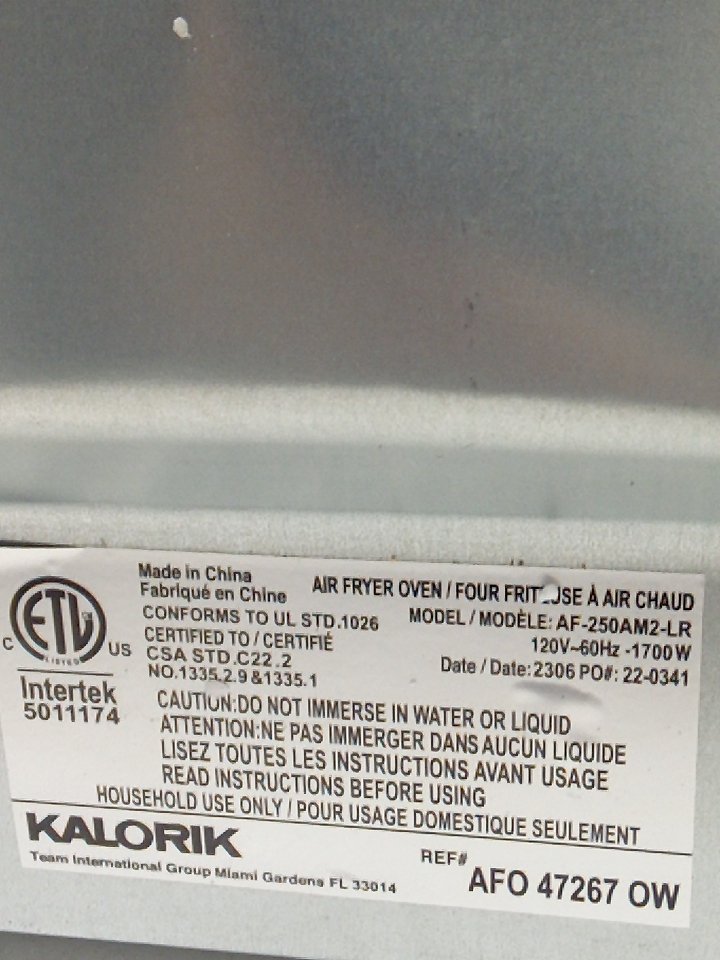 Made in China
Fabriqué en Chine
CONFORMS TO UL STD.1026
CERTIFIED TO / CERTIFIÉ
CSA STD.C22.2
NO.1335.2.9 &1335.1
AIR FRYER OVEN / FOUR À AIR CHAUD
MODEL / MODÈLE: AF-250AM2-LR
120V~60Hz -1700W
Date / Date: 2306 PO#: 22-0341
C ETL US
LISTED
Intertek
5011174
CAUTION:DO NOT IMMERSE IN WATER OR LIQUID
ATTENTION:NE PAS IMMERGER DANS AUCUN LIQUIDE
LISEZ TOUTES LES INSTRUCTIONS AVANT USAGE
READ INSTRUCTIONS BEFORE USING
HOUSEHOLD USE ONLY / POUR USAGE DOMESTIQUE SEULEMENT
KALORIK
Team International Group Miami Gardens FL 33014
REF# AFO 47267 OW